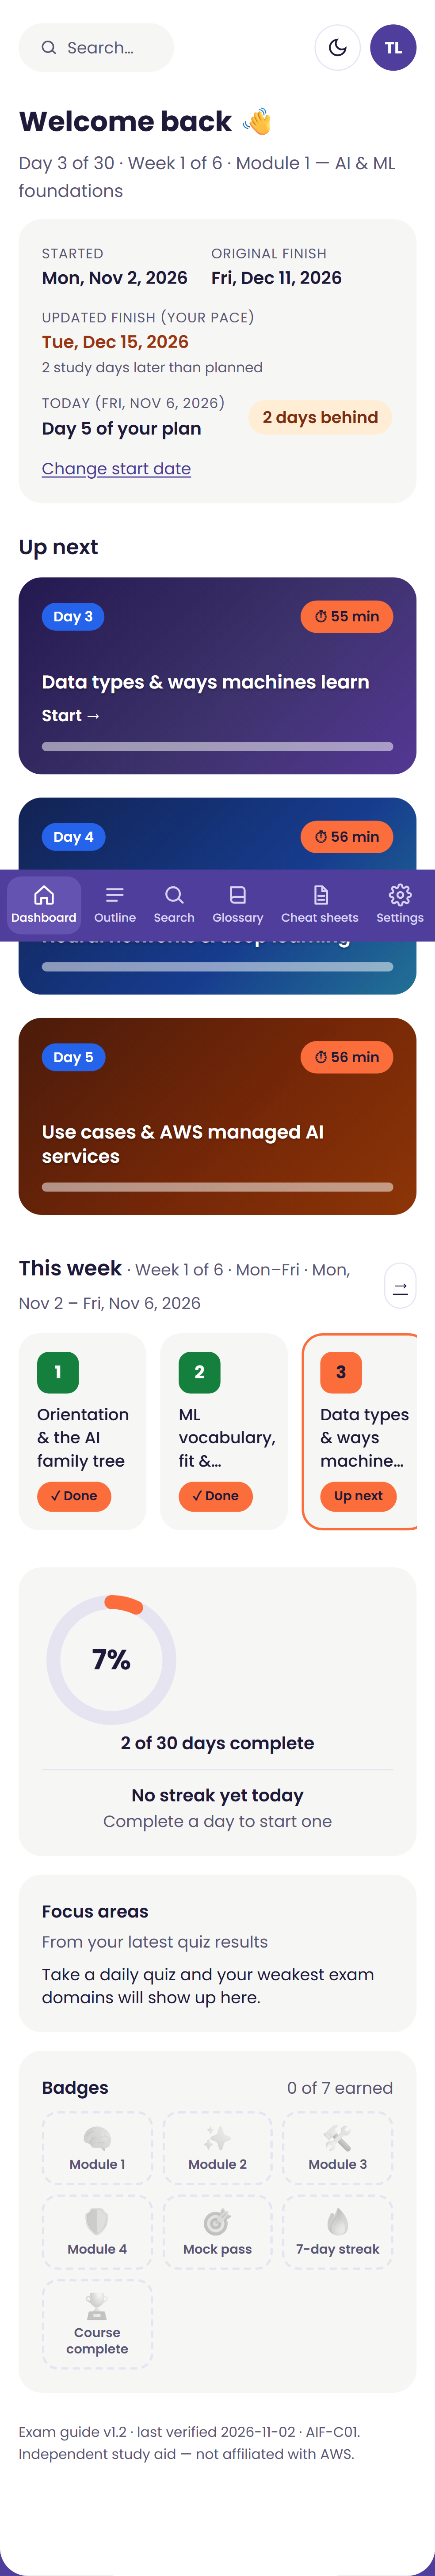 Search...
TL
Welcome back 👋
Day 3 of 30 · Week 1 of 6 · Module 1 — AI & ML
foundations
STARTED
Mon, Nov 2, 2026
ORIGINAL FINISH
Fri, Dec 11, 2026
UPDATED FINISH (YOUR PACE)
Tue, Dec 15, 2026
2 study days later than planned
TODAY (FRI, NOV 6, 2026)
Day 5 of your plan
2 days behind
Change start date
Up next
Day 3
⏱ 55 min
Data types & ways machines learn
Start →
Day 4
⏱ 56 min
Dashboard
Outline
Search
Glossary
Cheat sheets
Settings
Neural networks & deep learning
Day 5
⏱ 56 min
Use cases & AWS managed AI
services
This week · Week 1 of 6 · Mon–Fri · Mon,
Nov 2 – Fri, Nov 6, 2026
→
1
Orientation
& the AI
family tree
✓ Done
2
ML
vocabulary,
fit &...
✓ Done
3
Data types
& ways
machine...
Up next
7%
2 of 30 days complete
No streak yet today
Complete a day to start one
Focus areas
From your latest quiz results
Take a daily quiz and your weakest exam
domains will show up here.
Badges
0 of 7 earned
Module 1
Module 2
Module 3
Module 4
Mock pass
7-day streak
Course
complete
Exam guide v1.2 · last verified 2026-11-02 · AIF-C01.
Independent study aid — not affiliated with AWS.